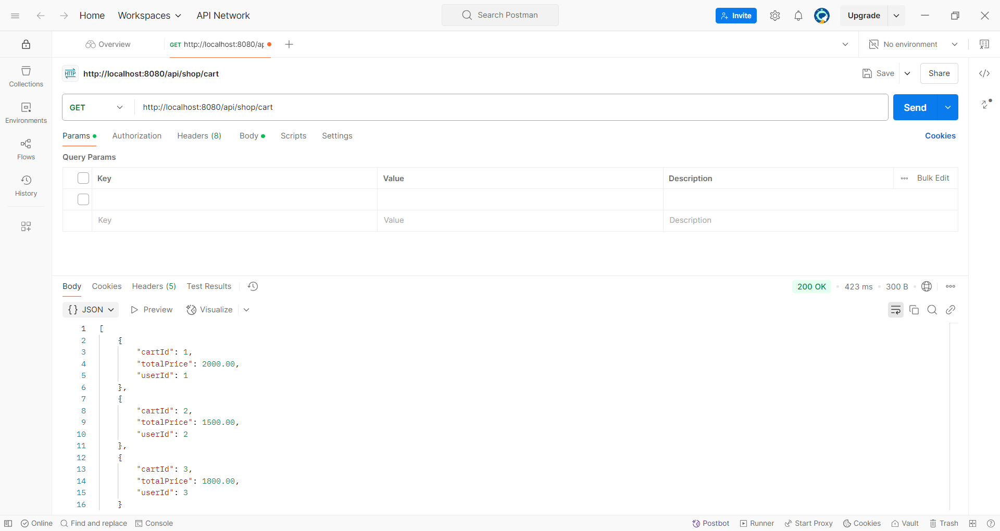 Home Workspaces API Network Search Postman Invite Upgrade
Overview GET http://localhost:8080/ap No environment
HTTP http://localhost:8080/api/shop/cart Save Share
Collections
GET http://localhost:8080/api/shop/cart Send
Environments
Params Authorization Headers (8) Body Scripts Settings Cookies
Flows
Query Params
Key Value Description Bulk Edit
History
Key Value Description
Body Cookies Headers (5) Test Results 200 OK 423 ms 300 B
{} JSON Preview Visualize
1 [
2 {
3 "cartId": 1,
4 "totalPrice": 2000.00,
5 "userId": 1
6 },
7 {
8 "cartId": 2,
9 "totalPrice": 1500.00,
10 "userId": 2
11 },
12 {
13 "cartId": 3,
14 "totalPrice": 1800.00,
15 "userId": 3
16 }
Online Find and replace Console Postbot Runner Start Proxy Cookies Vault Trash